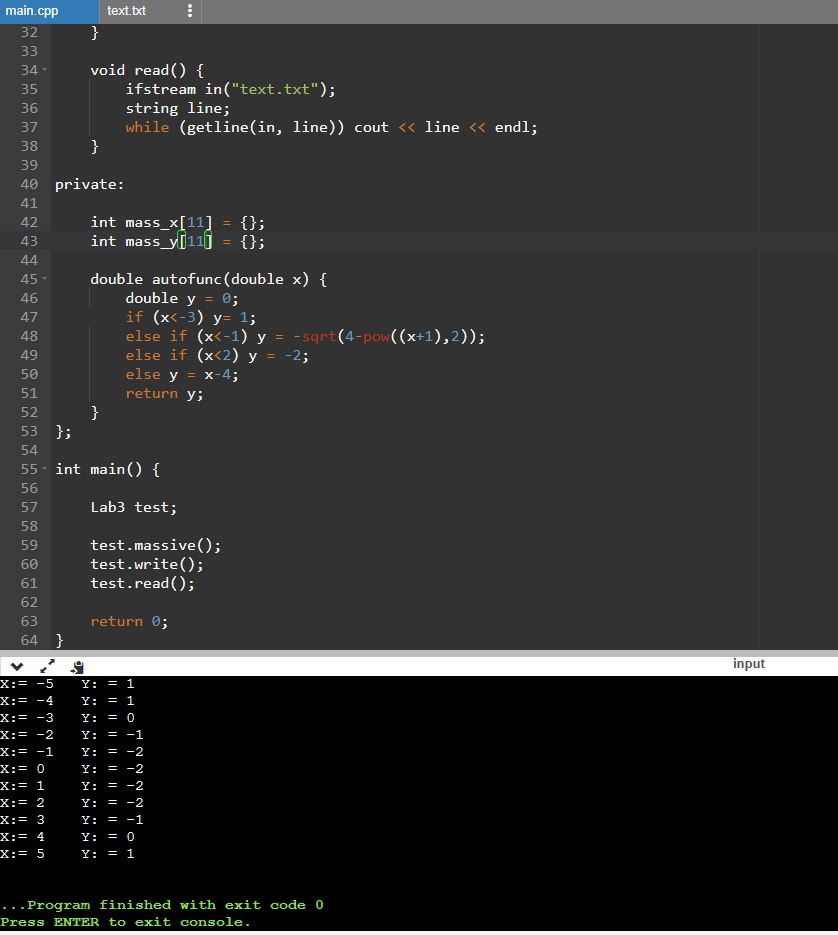 main.cpp text.txt
32 }
33
34 void read() {
35 ifstream in("text.txt");
36 string line;
37 while (getline(in, line)) cout << line << endl;
38 }
39
40 private:
41
42 int mass_x[11] = {};
43 int mass_y[11] = {};
44
45 double autofunc(double x) {
46 double y = 0;
47 if (x<-3) y= 1;
48 else if (x<-1) y = -sqrt(4-pow((x+1),2));
49 else if (x<2) y = -2;
50 else y = x-4;
51 return y;
52 }
53 };
54
55 int main() {
56
57 Lab3 test;
58
59 test.massive();
60 test.write();
61 test.read();
62
63 return 0;
64 }
input
X:= -5 Y: = 1
X:= -4 Y: = 1
X:= -3 Y: = 0
X:= -2 Y: = -1
X:= -1 Y: = -2
X:= 0 Y: = -2
X:= 1 Y: = -2
X:= 2 Y: = -2
X:= 3 Y: = -1
X:= 4 Y: = 0
X:= 5 Y: = 1
...Program finished with exit code 0
Press ENTER to exit console.